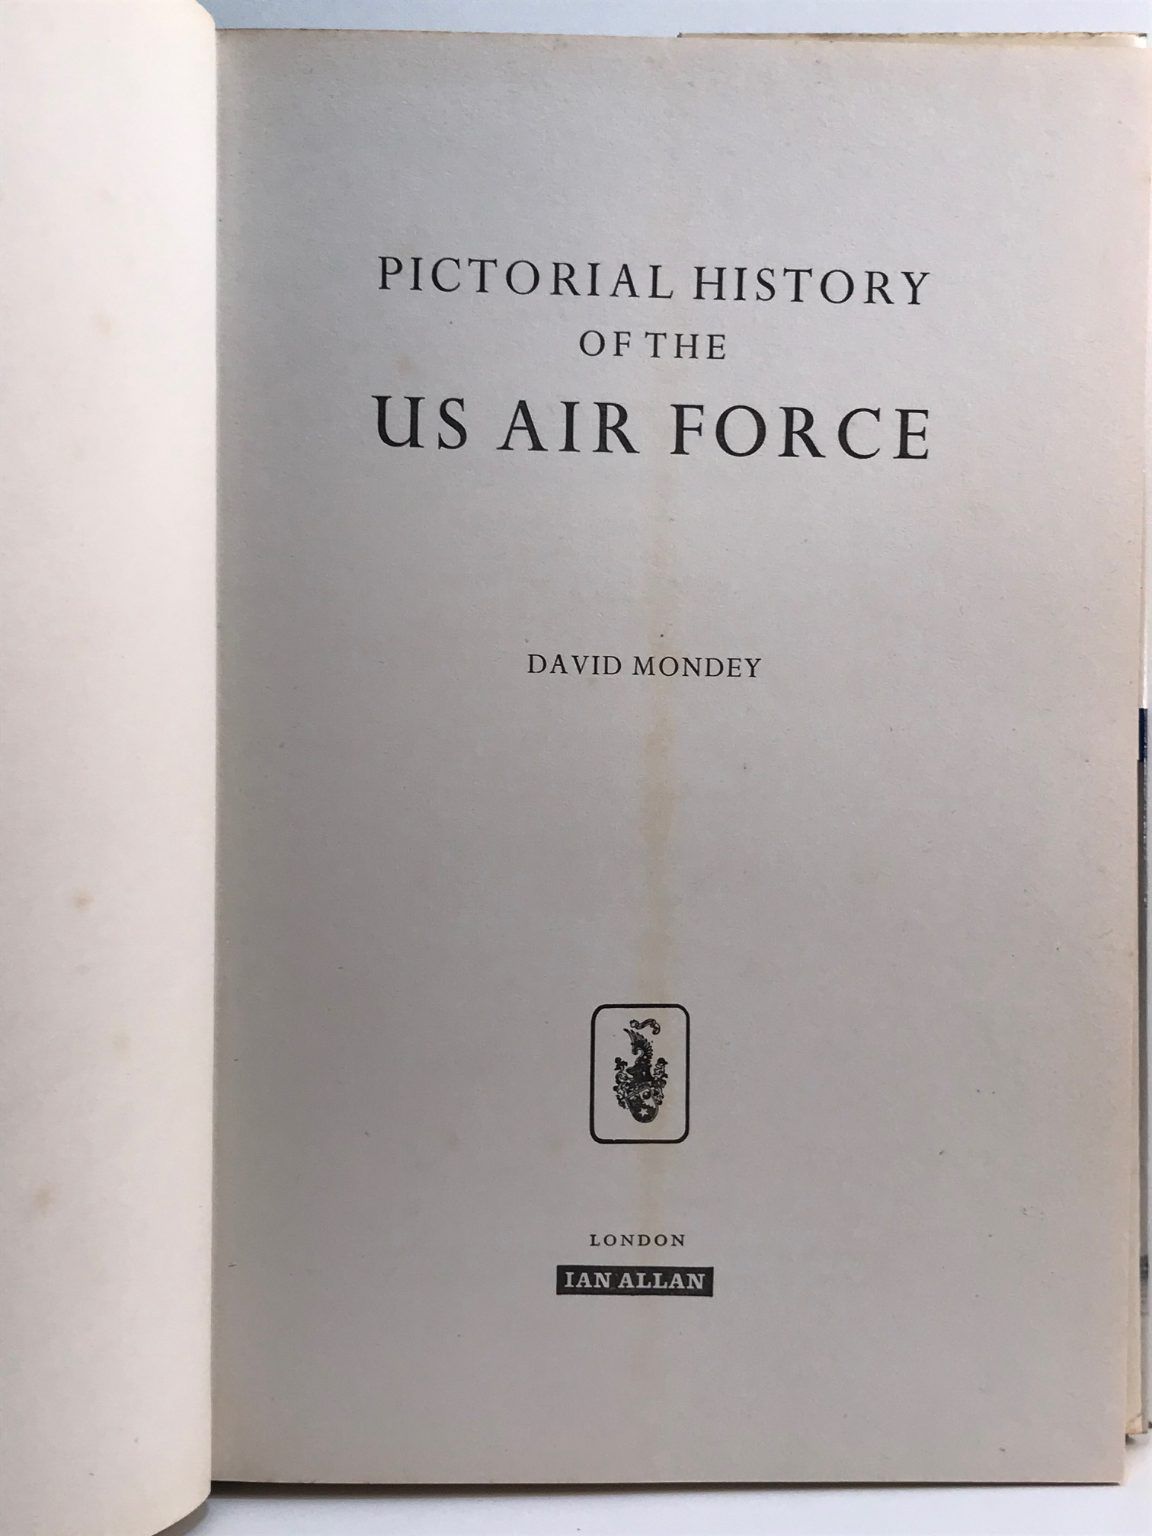 PICTORIAL HISTORY
OF THE
US AIR FORCE
DAVID MONDEY
LONDON
IAN ALLAN